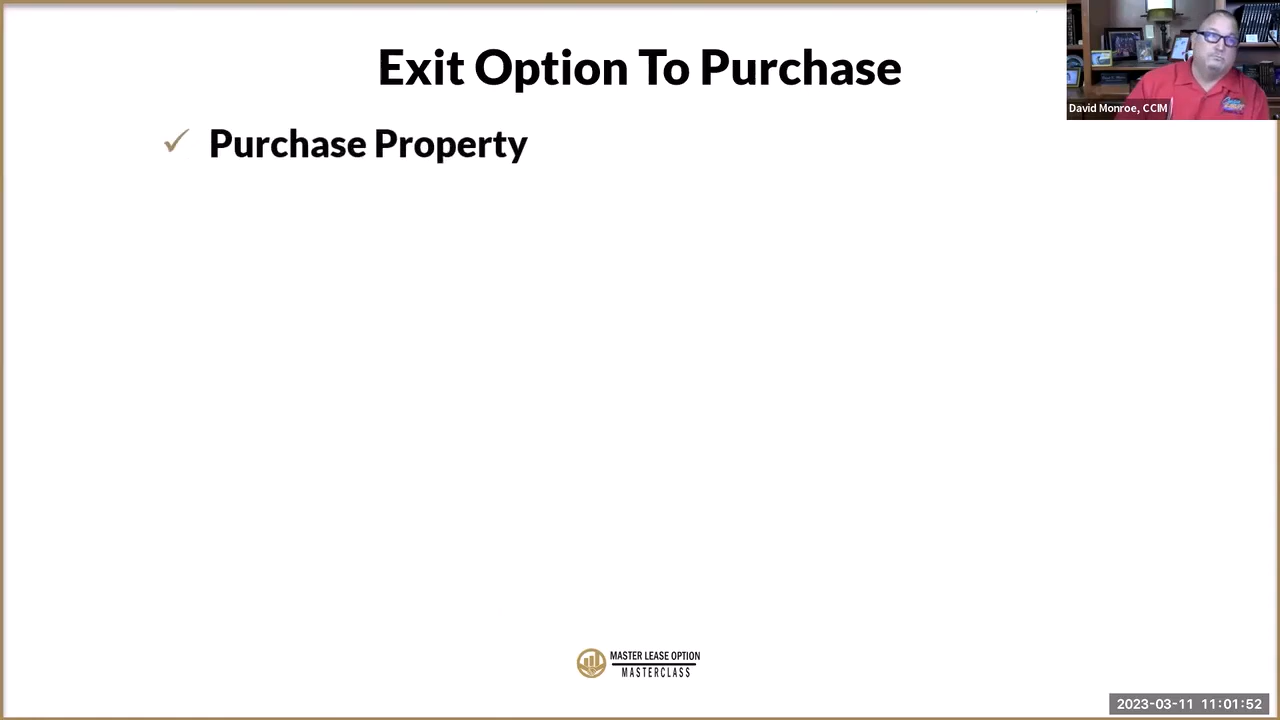 Exit Option To Purchase
David Monroe, CCIM
✓ Purchase Property
MASTER LEASE OPTION
MASTERCLASS
2023-03-11 11:01:52